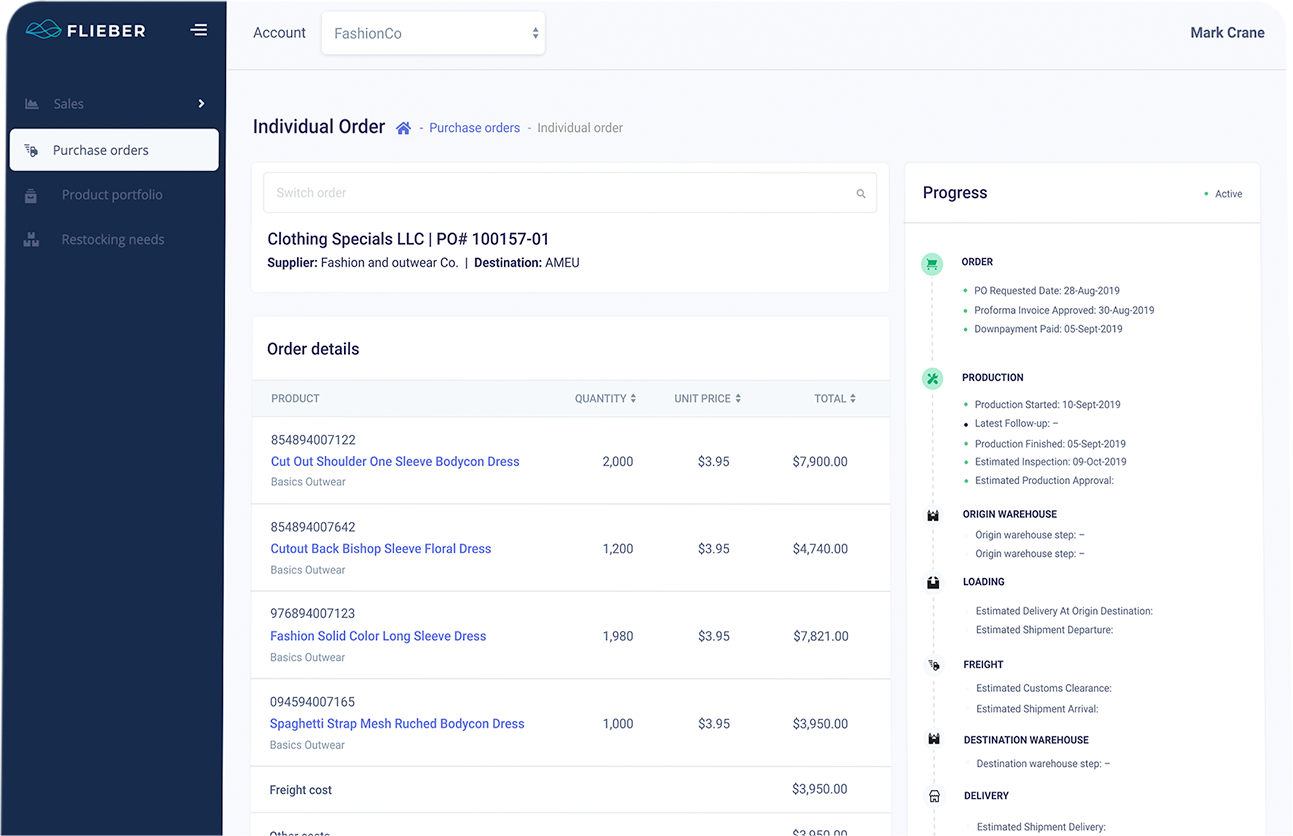 FLIEBER
Account
FashionCo
Mark Crane
Sales
Purchase orders
Product portfolio
Restocking needs
Individual Order - Purchase orders - Individual order
Switch order
Clothing Specials LLC | PO# 100157-01
Supplier: Fashion and outwear Co. | Destination: AMEU
Order details
PRODUCT QUANTITY UNIT PRICE TOTAL
854894007122
Cut Out Shoulder One Sleeve Bodycon Dress 2,000 $3.95 $7,900.00
Basics Outwear
854894007642
Cutout Back Bishop Sleeve Floral Dress 1,200 $3.95 $4,740.00
Basics Outwear
976894007123
Fashion Solid Color Long Sleeve Dress 1,980 $3.95 $7,821.00
Basics Outwear
094594007165
Spaghetti Strap Mesh Ruched Bodycon Dress 1,000 $3.95 $3,950.00
Basics Outwear
Freight cost $3,950.00
Other costs $3,950.00
Progress
Active
ORDER
PO Requested Date: 28-Aug-2019
Proforma Invoice Approved: 30-Aug-2019
Downpayment Paid: 05-Sept-2019
PRODUCTION
Production Started: 10-Sept-2019
Latest Follow-up: –
Production Finished: 05-Sept-2019
Estimated Inspection: 09-Oct-2019
Estimated Production Approval:
ORIGIN WAREHOUSE
Origin warehouse step: –
Origin warehouse step: –
LOADING
Estimated Delivery At Origin Destination:
Estimated Shipment Departure:
FREIGHT
Estimated Customs Clearance:
Estimated Shipment Arrival:
DESTINATION WAREHOUSE
Destination warehouse step: –
DELIVERY
Estimated Shipment Delivery: